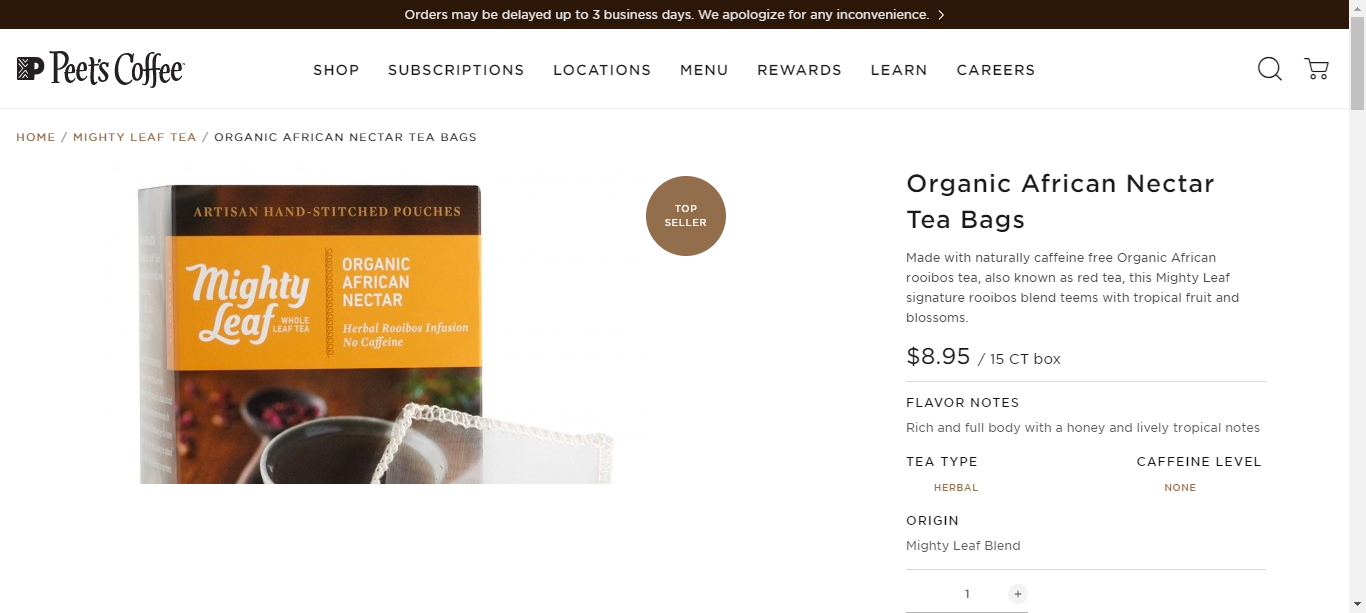 Orders may be delayed up to 3 business days. We apologize for any inconvenience.
Peet's Coffee
SHOP SUBSCRIPTIONS LOCATIONS MENU REWARDS LEARN CAREERS
HOME / MIGHTY LEAF TEA / ORGANIC AFRICAN NECTAR TEA BAGS
ARTISAN HAND-STITCHED POUCHES
Mighty Leaf
WHOLE
LEAF TEA
ORGANIC
AFRICAN
NECTAR
Herbal Rooibos Infusion
No Caffeine
TOP
SELLER
Organic African Nectar
Tea Bags
Made with naturally caffeine free Organic African
rooibos tea, also known as red tea, this Mighty Leaf
signature rooibos blend teems with tropical fruit and
blossoms.
$8.95 / 15 CT box
FLAVOR NOTES
Rich and full body with a honey and lively tropical notes
TEA TYPE CAFFEINE LEVEL
HERBAL NONE
ORIGIN
Mighty Leaf Blend
1 +